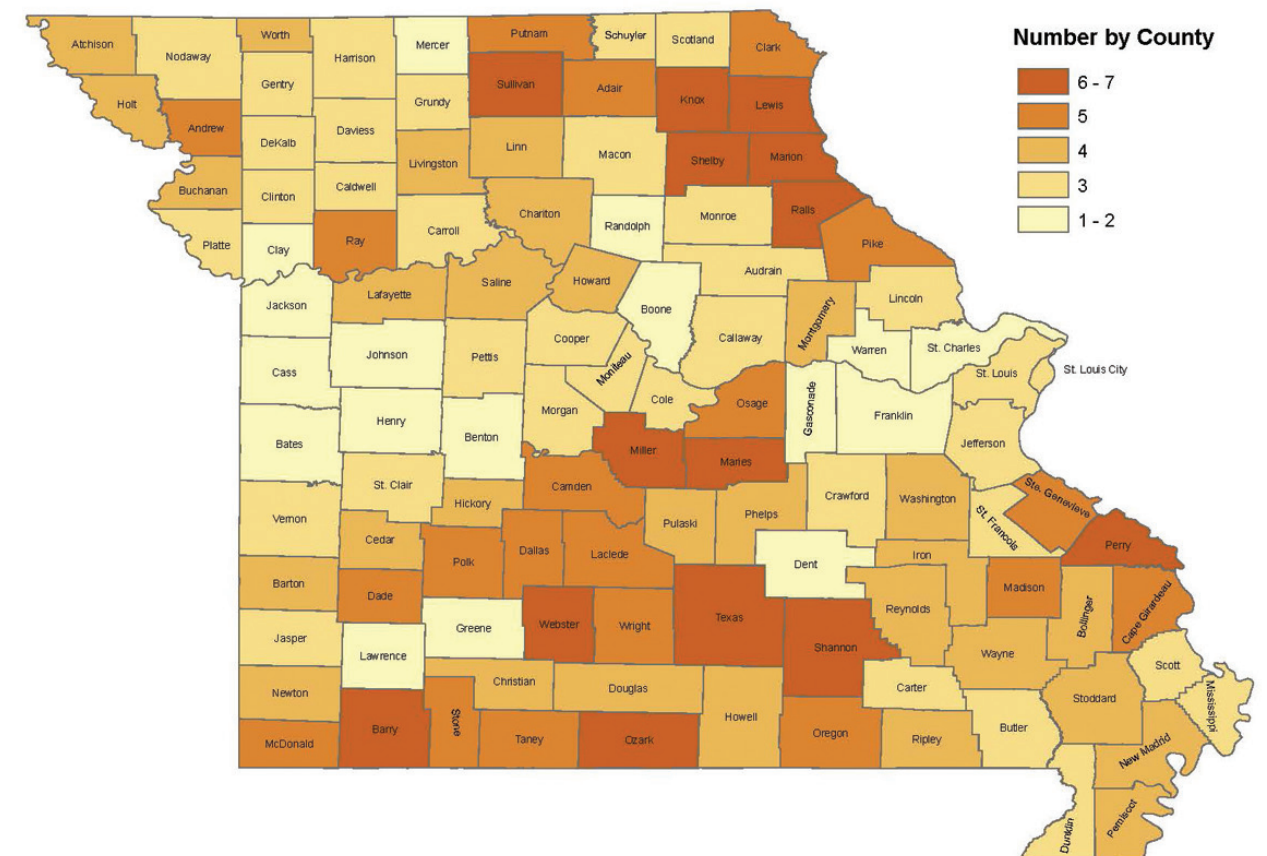 Number by County
6 - 7
5
4
3
1 - 2
Atchison
Nodaway
Worth
Harrison
Mercer
Putnam
Schuyler
Scotland
Clark
Holt
Andrew
Gentry
Grundy
Sullivan
Adair
Knox
Lewis
DeKalb
Daviess
Livingston
Linn
Macon
Shelby
Marion
Buchanan
Clinton
Caldwell
Chariton
Randolph
Monroe
Ralls
Platte
Clay
Ray
Carroll
Pike
Jackson
Lafayette
Saline
Howard
Boone
Audrain
Lincoln
Cass
Johnson
Pettis
Cooper
Moniteau
Callaway
Montgomery
Warren
St. Charles
St. Louis
St. Louis City
Bates
Henry
Benton
Morgan
Cole
Osage
Gasconade
Franklin
Jefferson
Miller
Maries
Vernon
St. Clair
Hickory
Camden
Pulaski
Phelps
Crawford
Washington
St. Francois
Ste. Genevieve
Perry
Cedar
Polk
Dallas
Laclede
Dent
Iron
Barton
Dade
Madison
Bollinger
Cape Girardeau
Jasper
Lawrence
Greene
Webster
Wright
Texas
Shannon
Reynolds
Wayne
Scott
Mississippi
Newton
Christian
Douglas
Howell
Carter
Butler
Stoddard
McDonald
Barry
Stone
Taney
Ozark
Oregon
Ripley
New Madrid
Dunklin
Pemiscot